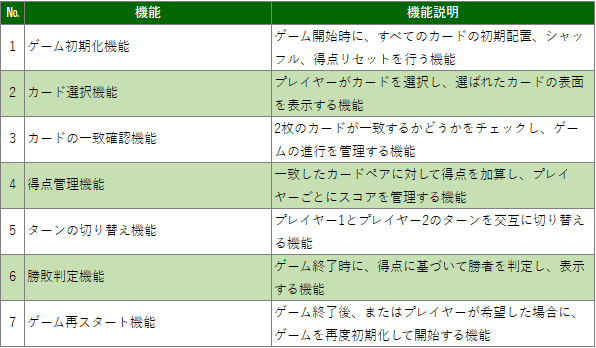 № 機能 機能説明
1 ゲーム初期化機能 ゲーム開始時に、すべてのカードの初期配置、シャッ
フル、得点リセットを行う機能
2 カード選択機能 プレイヤーがカードを選択し、選ばれたカードの表面
を表示する機能
3 カードの一致確認機能 2枚のカードが一致するかどうかをチェックし、ゲー
ムの進行を管理する機能
4 得点管理機能 一致したカードペアに対して得点を加算し、プレイ
ヤーごとにスコアを管理する機能
5 ターンの切り替え機能 プレイヤー1とプレイヤー2のターンを交互に切り替え
る機能
6 勝敗判定機能 ゲーム終了時に、得点に基づいて勝者を判定し、表示
する機能
7 ゲーム再スタート機能 ゲーム終了後、またはプレイヤーが希望した場合に、
ゲームを再度初期化して開始する機能